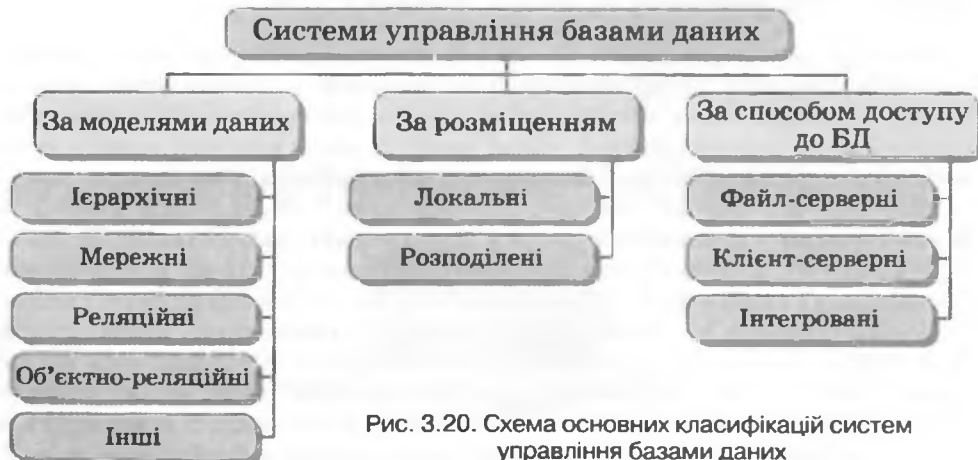 Системи управління базами даних
За моделями даних
Ієрархічні
Мережні
Реляційні
Об'єктно-реляційні
Інші
За розміщенням
Локальні
Розподілені
За способом доступу
до БД
Файл-серверні
Клієнт-серверні
Інтегровані
Рис. 3.20. Схема основних класифікацій систем
управління базами даних